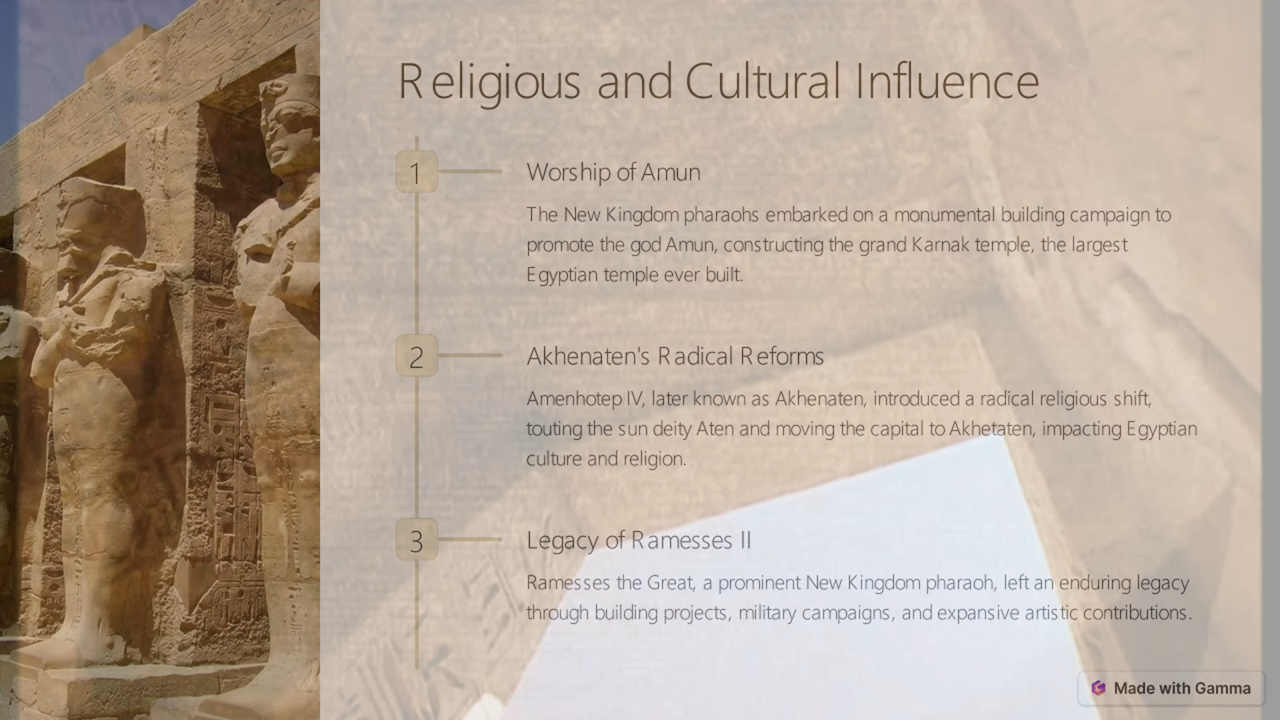 Religious and Cultural Influence
1
Worship of Amun
The New Kingdom pharaohs embarked on a monumental building campaign to
promote the god Amun, constructing the grand Karnak temple, the largest
Egyptian temple ever built.
2
Akhenaten's Radical Reforms
Amenhotep IV, later known as Akhenaten, introduced a radical religious shift,
touting the sun deity Aten and moving the capital to Akhetaten, impacting Egyptian
culture and religion.
3
Legacy of Ramesses II
Ramesses the Great, a prominent New Kingdom pharaoh, left an enduring legacy
through building projects, military campaigns, and expansive artistic contributions.
Made with Gamma